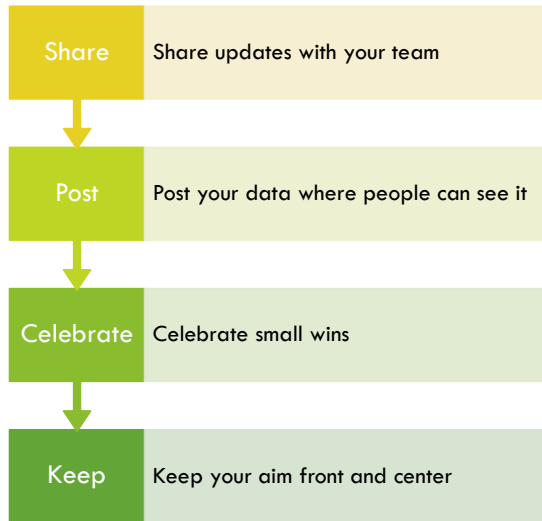 Share
Share updates with your team
Post
Post your data where people can see it
Celebrate
Celebrate small wins
Keep
Keep your aim front and center